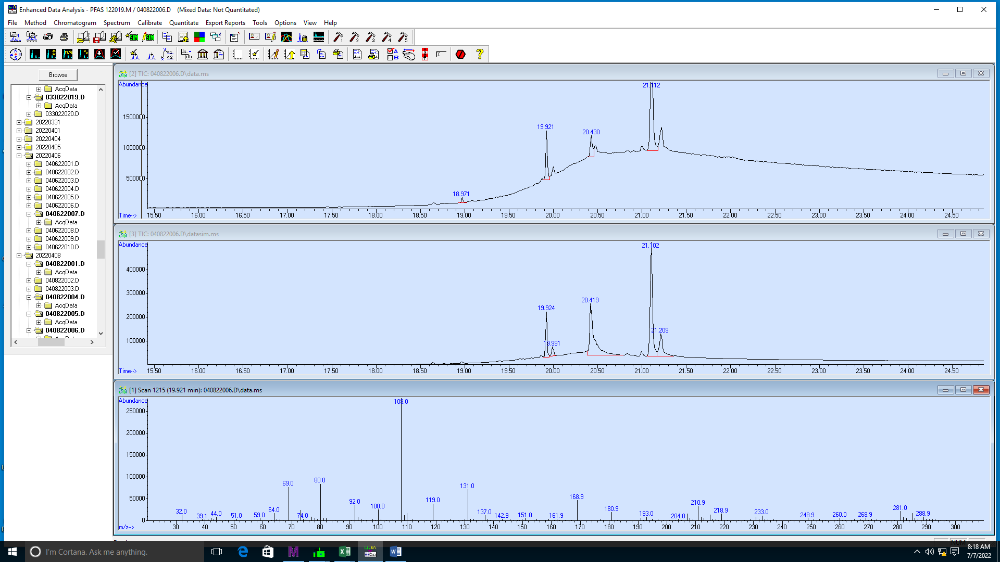 Enhanced Data Analysis - PFAS 122019.M / 040822006.D    (Mixed Data: Not Quantitated)
File Method Chromatogram Spectrum Calibrate Quantitate Export Reports Tools Options View Help
Browse
AcqData
033022019.D
AcqData
033022020.D
20220331
20220401
20220404
20220405
20220406
040622001.D
040622002.D
040622003.D
040622004.D
040622005.D
040622006.D
040622007.D
AcqData
040622008.D
040622009.D
040622010.D
20220408
040822001.D
AcqData
040822002.D
040822003.D
040822004.D
AcqData
040822005.D
AcqData
040822006.D
[2] TIC: 040822006.D\data.ms
Abundance
21.112
1500000
19.921
20.430
1000000
500000
18.971
Time-->
15.50 16.00 16.50 17.00 17.50 18.00 18.50 19.00 19.50 20.00 20.50 21.00 21.50 22.00 22.50 23.00 23.50 24.00 24.50
[3] TIC: 040822006.D\datasim.ms
Abundance
21.102
400000
300000
20.419
19.924
200000
21.209
100000
19.991
Time-->
15.50 16.00 16.50 17.00 17.50 18.00 18.50 19.00 19.50 20.00 20.50 21.00 21.50 22.00 22.50 23.00 23.50 24.00 24.50
[1] Scan 1215 (19.921 min): 040822006.D\data.ms
Abundance
108.0
250000
200000
150000
100000
69.0 80.0 131.0
50000
92.0 100.0 119.0 168.9 180.9 210.9 281.0
32.0 39.1 44.0 51.0 59.0 64.0 74.0 137.0 142.9 151.0 161.9 193.0 204.0 218.9 233.0 248.9 260.0 268.9 288.9
0
m/z-->
30 40 50 60 70 80 90 100 110 120 130 140 150 160 170 180 190 200 210 220 230 240 250 260 270 280 290 300
NUM
I'm Cortana. Ask me anything.
8:18 AM
7/7/2022